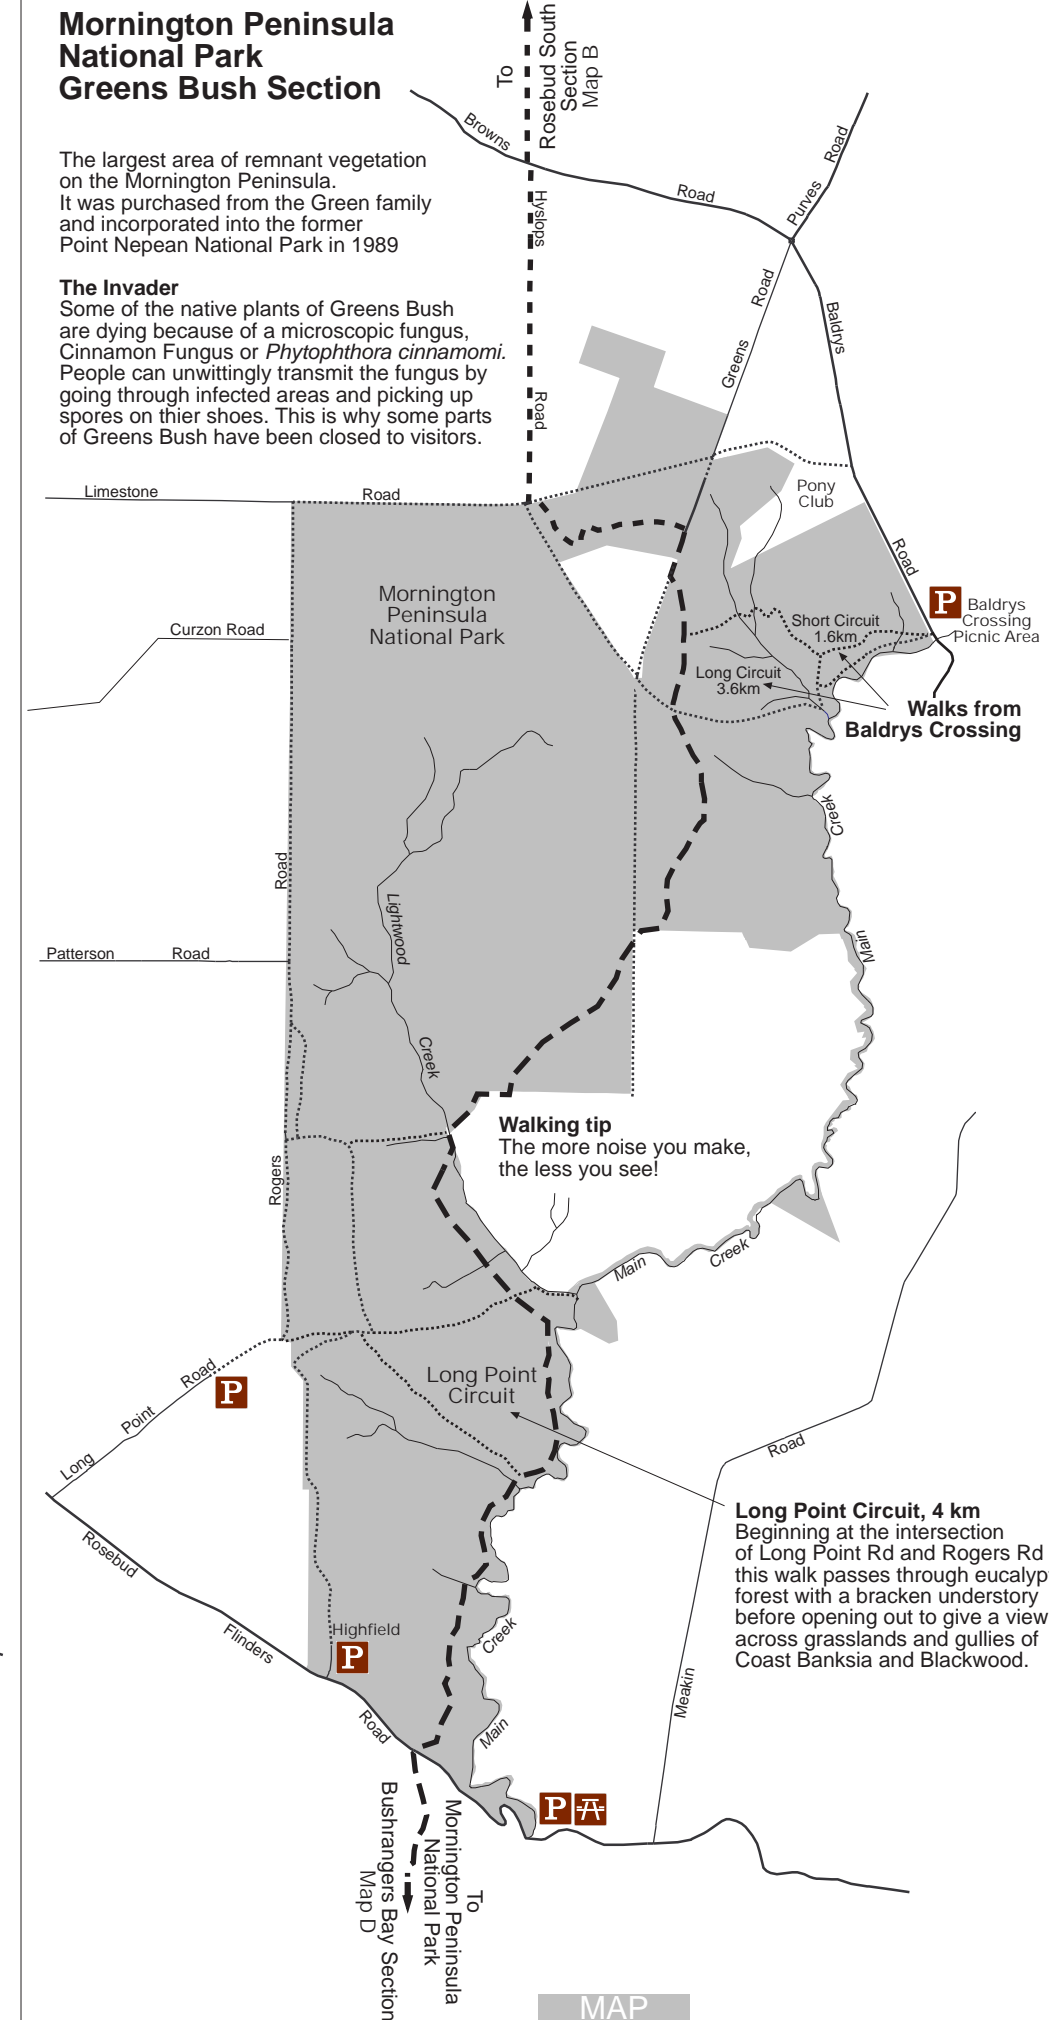 Mornington Peninsula
National Park
Greens Bush Section
The largest area of remnant vegetation
on the Mornington Peninsula.
It was purchased from the Green family
and incorporated into the former
Point Nepean National Park in 1989
The Invader
Some of the native plants of Greens Bush
are dying because of a microscopic fungus,
Cinnamon Fungus or Phytophthora cinnamomi.
People can unwittingly transmit the fungus by
going through infected areas and picking up
spores on thier shoes. This is why some parts
of Greens Bush have been closed to visitors.
To
Rosebud South
Section
Map B
Browns
Road
Purves
Road
Hyslops
Road
Greens
Road
Baldrys
Road
Limestone
Road
Pony
Club
Mornington
Peninsula
National Park
P
Baldrys
Crossing
Picnic Area
Short Circuit
1.6km
Long Circuit
3.6km
Walks from
Baldrys Crossing
Curzon Road
Creek
Main
Road
Lightwood
Creek
Patterson
Road
Walking tip
The more noise you make,
the less you see!
Rogers
Main
Creek
Long
Point
Road
P
Long Point
Circuit
Road
Meakin
Long Point Circuit, 4 km
Beginning at the intersection
of Long Point Rd and Rogers Rd
this walk passes through eucalyp
forest with a bracken understory
before opening out to give a view
across grasslands and gullies of
Coast Banksia and Blackwood.
Rosebud
Flinders
Road
Highfield
P
Creek
Main
P
To
Mornington Peninsula
National Park
Bushrangers Bay Section
Map D
MAP